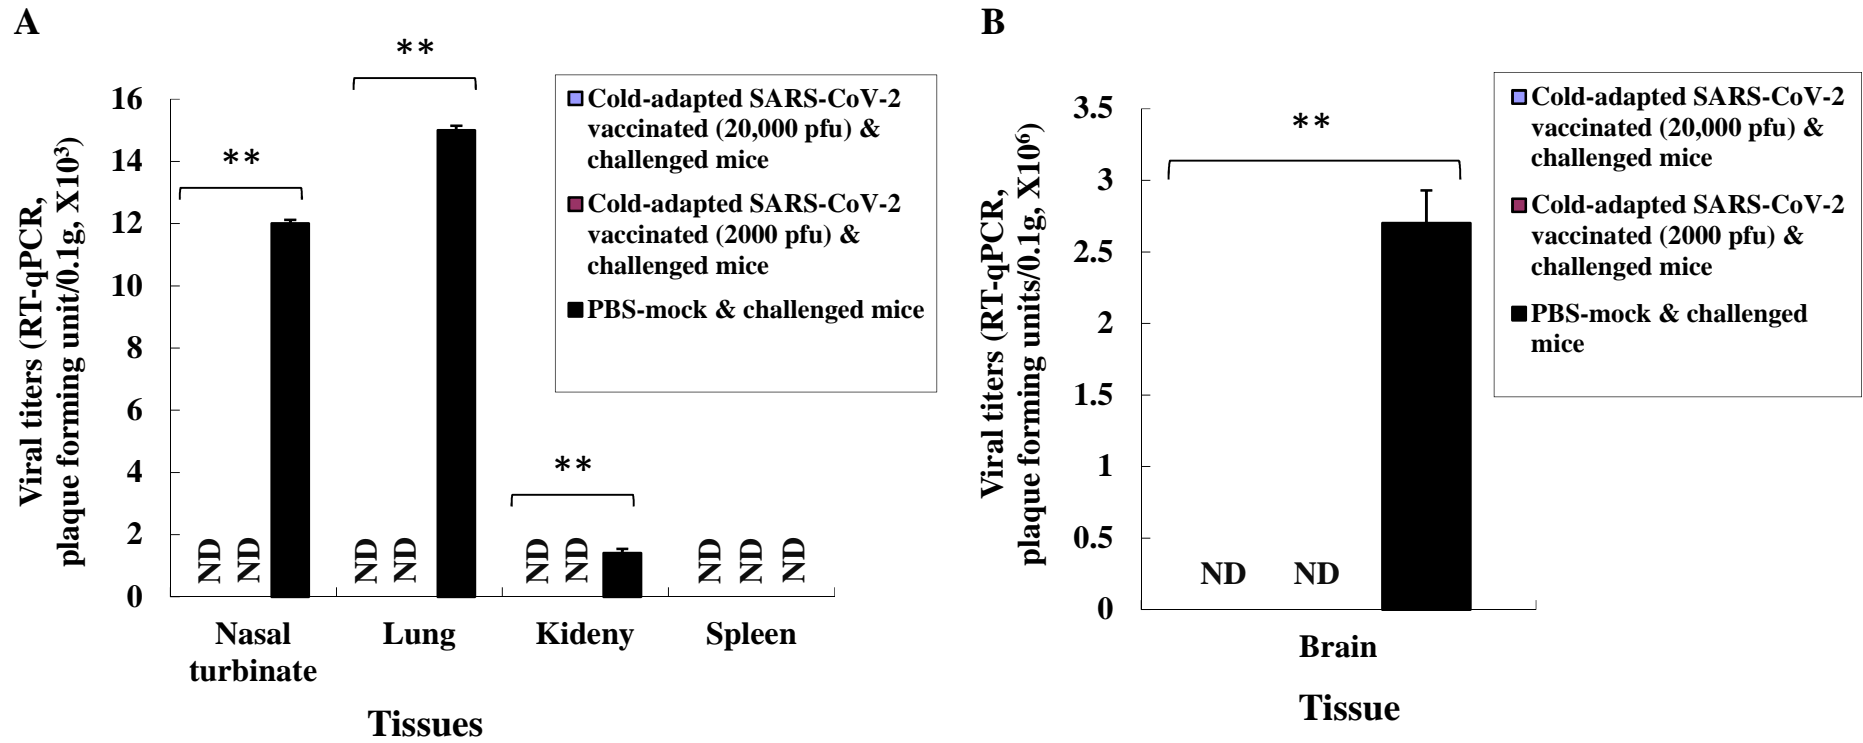 A
**
**
**
16
14
12
10
8
6
4
2
0
Viral titers (RT-qPCR,
plaque forming unit/0.1g, X10³)
ND
ND
ND
ND
ND
ND
ND
ND
ND
Nasal
turbinate
Lung
Kideny
Spleen
Tissues
Cold-adapted SARS-CoV-2
vaccinated (20,000 pfu) &
challenged mice
Cold-adapted SARS-CoV-2
vaccinated (2000 pfu) &
challenged mice
PBS-mock & challenged mice
B
**
3.5
3
2.5
2
1.5
1
0.5
0
Viral titers (RT-qPCR,
plaque forming units/0.1g, X10⁶)
ND
ND
Brain
Tissue
Cold-adapted SARS-CoV-2
vaccinated (20,000 pfu) &
challenged mice
Cold-adapted SARS-CoV-2
vaccinated (2000 pfu) &
challenged mice
PBS-mock & challenged
mice